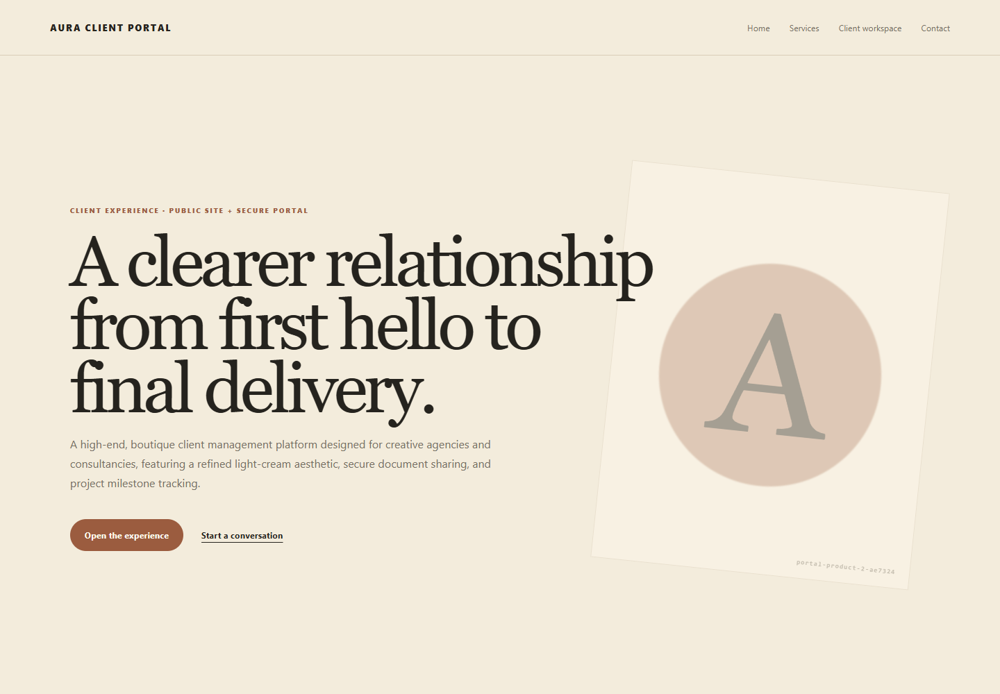 AURA CLIENT PORTAL
Home Services Client workspace Contact
CLIENT EXPERIENCE · PUBLIC SITE + SECURE PORTAL
A clearer relationship
from first hello to
final delivery.
A high-end, boutique client management platform designed for creative agencies and
consultancies, featuring a refined light-cream aesthetic, secure document sharing, and
project milestone tracking.
Open the experience Start a conversation
A
portal-product-2-ae7324